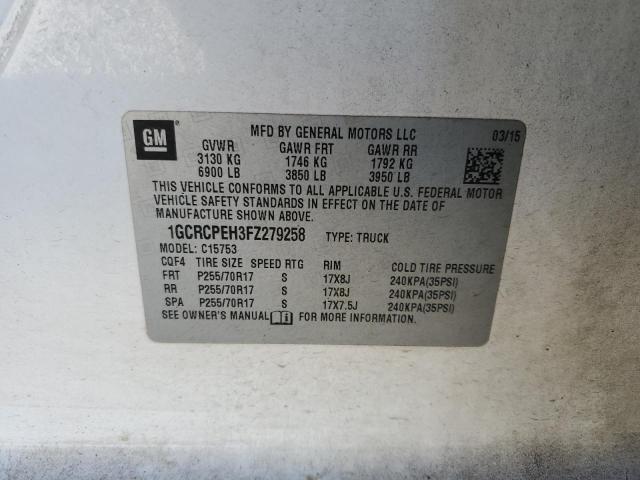 GM
MFD BY GENERAL MOTORS LLC 03/15
GVWR GAWR FRT GAWR RR
3130 KG 1746 KG 1792 KG
6900 LB 3850 LB 3950 LB
THIS VEHICLE CONFORMS TO ALL APPLICABLE U.S. FEDERAL MOTOR
VEHICLE SAFETY STANDARDS IN EFFECT ON THE DATE OF
MANUFACTURE SHOWN ABOVE.
1GCRCPEH3FZ279258 TYPE: TRUCK
MODEL: C15753
CQF4 TIRE SIZE SPEED RTG RIM COLD TIRE PRESSURE
FRT P255/70R17 S 17X8J 240KPA(35PSI)
RR P255/70R17 S 17X8J 240KPA(35PSI)
SPA P255/70R17 S 17X7.5J 240KPA(35PSI)
SEE OWNER'S MANUAL FOR MORE INFORMATION.